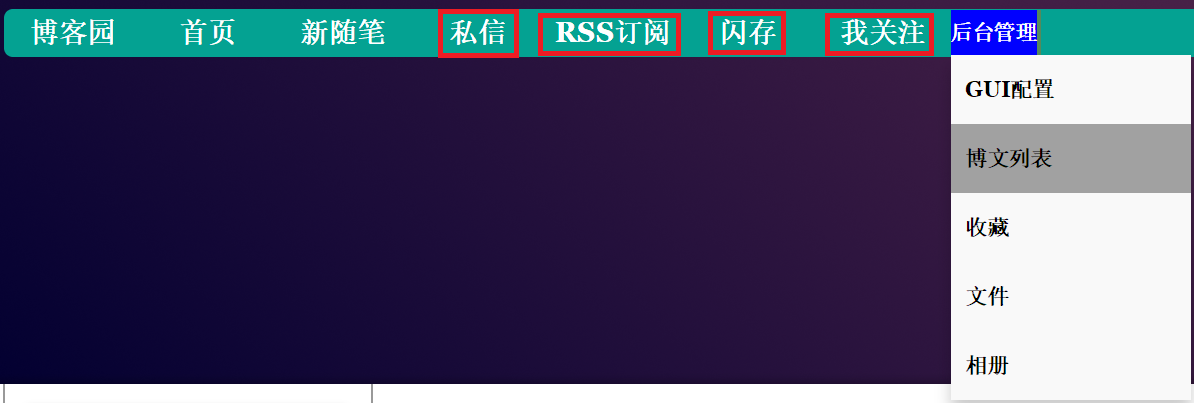 博客园 首页 新随笔 私信 RSS订阅 闪存 我关注 后台管理
GUI配置
博文列表
收藏
文件
相册